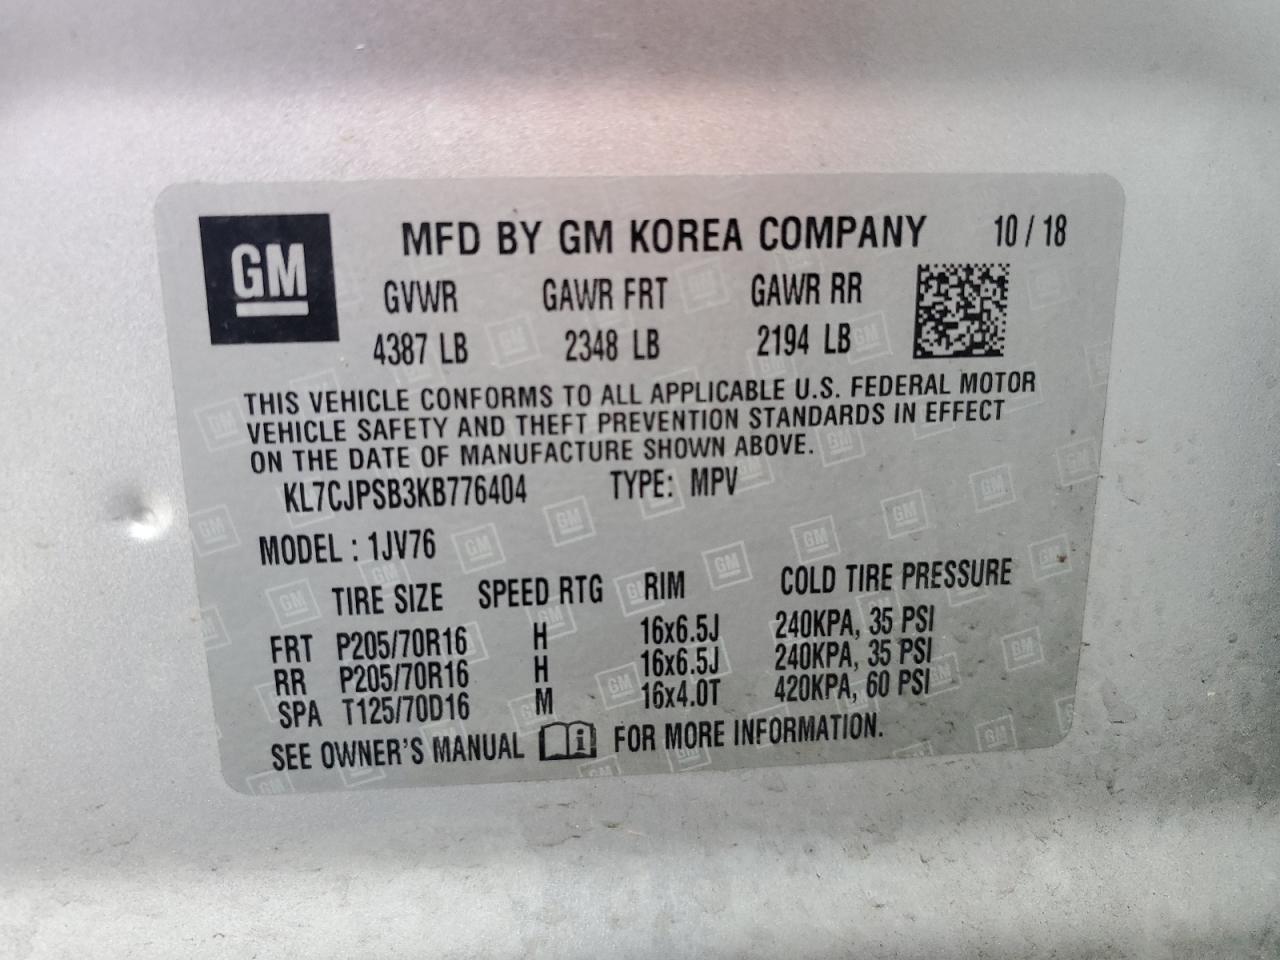 GM
MFD BY GM KOREA COMPANY 10 / 18
GVWR GAWR FRT GAWR RR
4387 LB 2348 LB 2194 LB
THIS VEHICLE CONFORMS TO ALL APPLICABLE U.S. FEDERAL MOTOR
VEHICLE SAFETY AND THEFT PREVENTION STANDARDS IN EFFECT
ON THE DATE OF MANUFACTURE SHOWN ABOVE.
KL7CJPSB3KB776404 TYPE: MPV
MODEL : 1JV76
TIRE SIZE SPEED RTG RIM COLD TIRE PRESSURE
FRT P205/70R16 H 16x6.5J 240KPA, 35 PSI
RR P205/70R16 H 16x6.5J 240KPA, 35 PSI
SPA T125/70D16 M 16x4.0T 420KPA, 60 PSI
SEE OWNER'S MANUAL i FOR MORE INFORMATION.